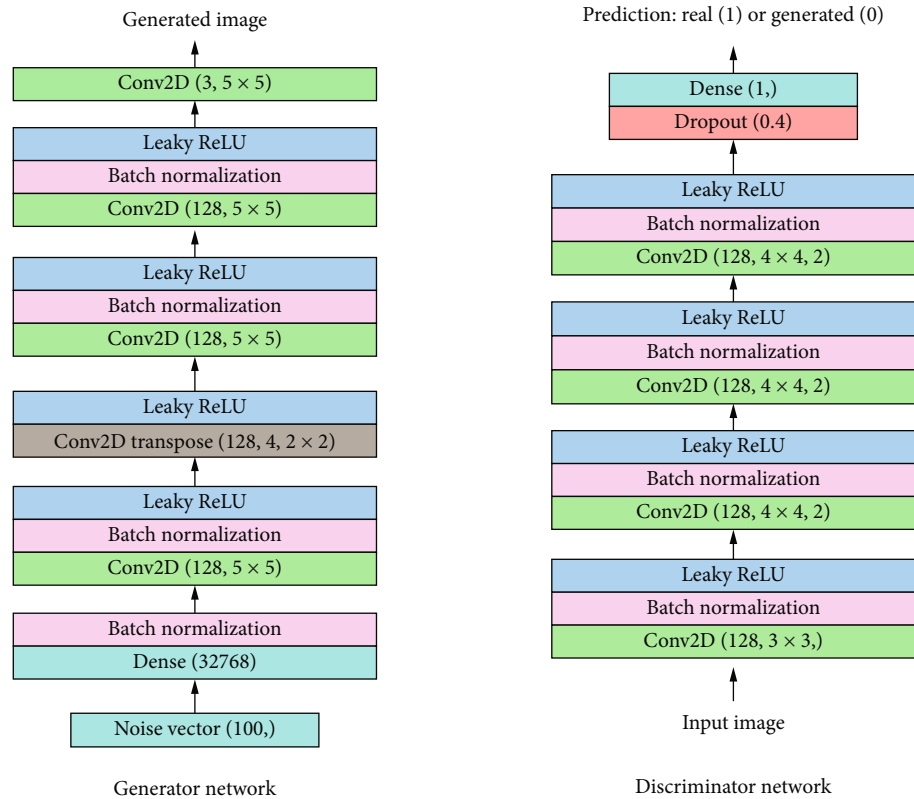 Generated image
Conv2D (3, 5 × 5)
Leaky ReLU
Batch normalization
Conv2D (128, 5 × 5)
Leaky ReLU
Batch normalization
Conv2D (128, 5 × 5)
Leaky ReLU
Conv2D transpose (128, 4, 2 × 2)
Leaky ReLU
Batch normalization
Conv2D (128, 5 × 5)
Batch normalization
Dense (32768)
Noise vector (100,)
Generator network
Prediction: real (1) or generated (0)
Dense (1,)
Dropout (0.4)
Leaky ReLU
Batch normalization
Conv2D (128, 4 × 4, 2)
Leaky ReLU
Batch normalization
Conv2D (128, 4 × 4, 2)
Leaky ReLU
Batch normalization
Conv2D (128, 4 × 4, 2)
Leaky ReLU
Batch normalization
Conv2D (128, 3 × 3,)
Input image
Discriminator network